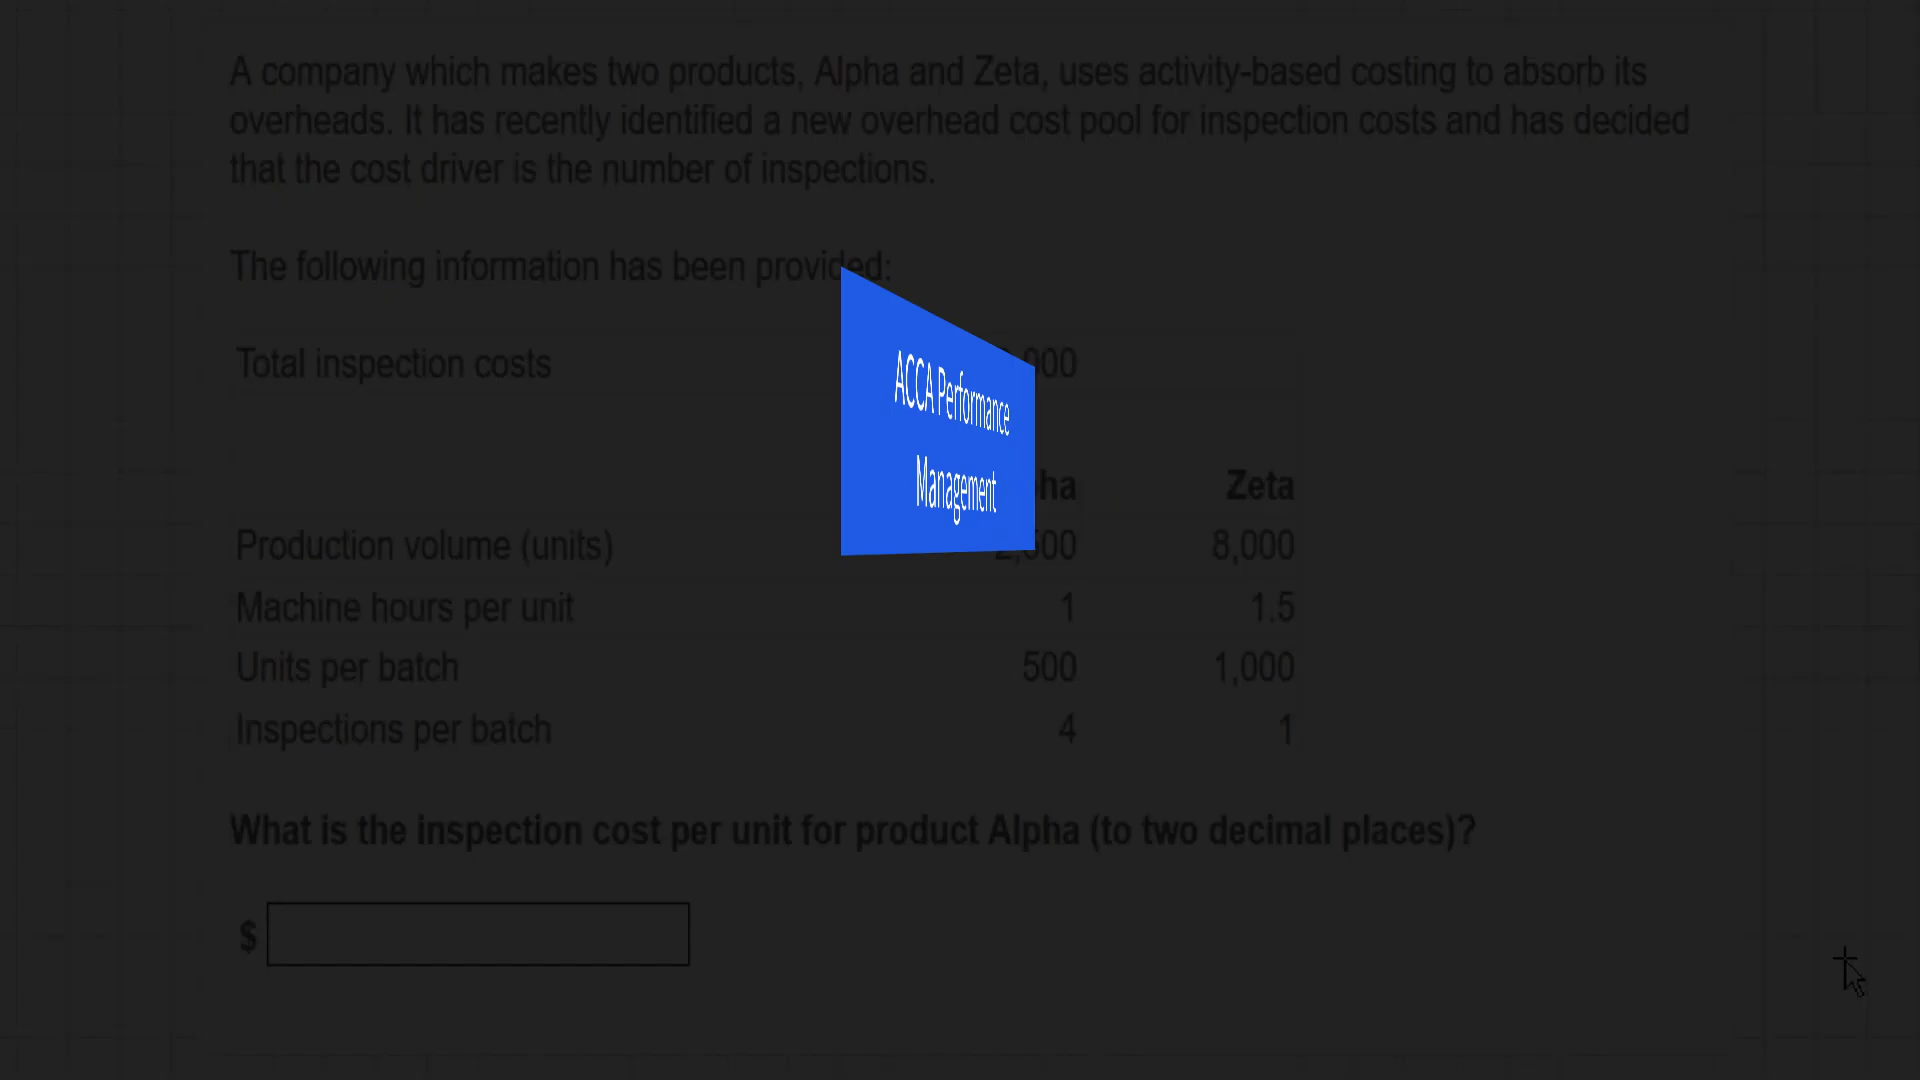 A company which makes two products, Alpha and Zeta, uses activity-based costing to absorb its
overheads. It has recently identified a new overhead cost pool for inspection costs and has decided
that the cost driver is the number of inspections.
The following information has been provided:
Total inspection costs
ACCA Performance
Management
Zeta
Production volume (units) 8,000
Machine hours per unit 1 1.5
Units per batch 500 1,000
Inspections per batch 4 1
What is the inspection cost per unit for product Alpha (to two decimal places)?
$